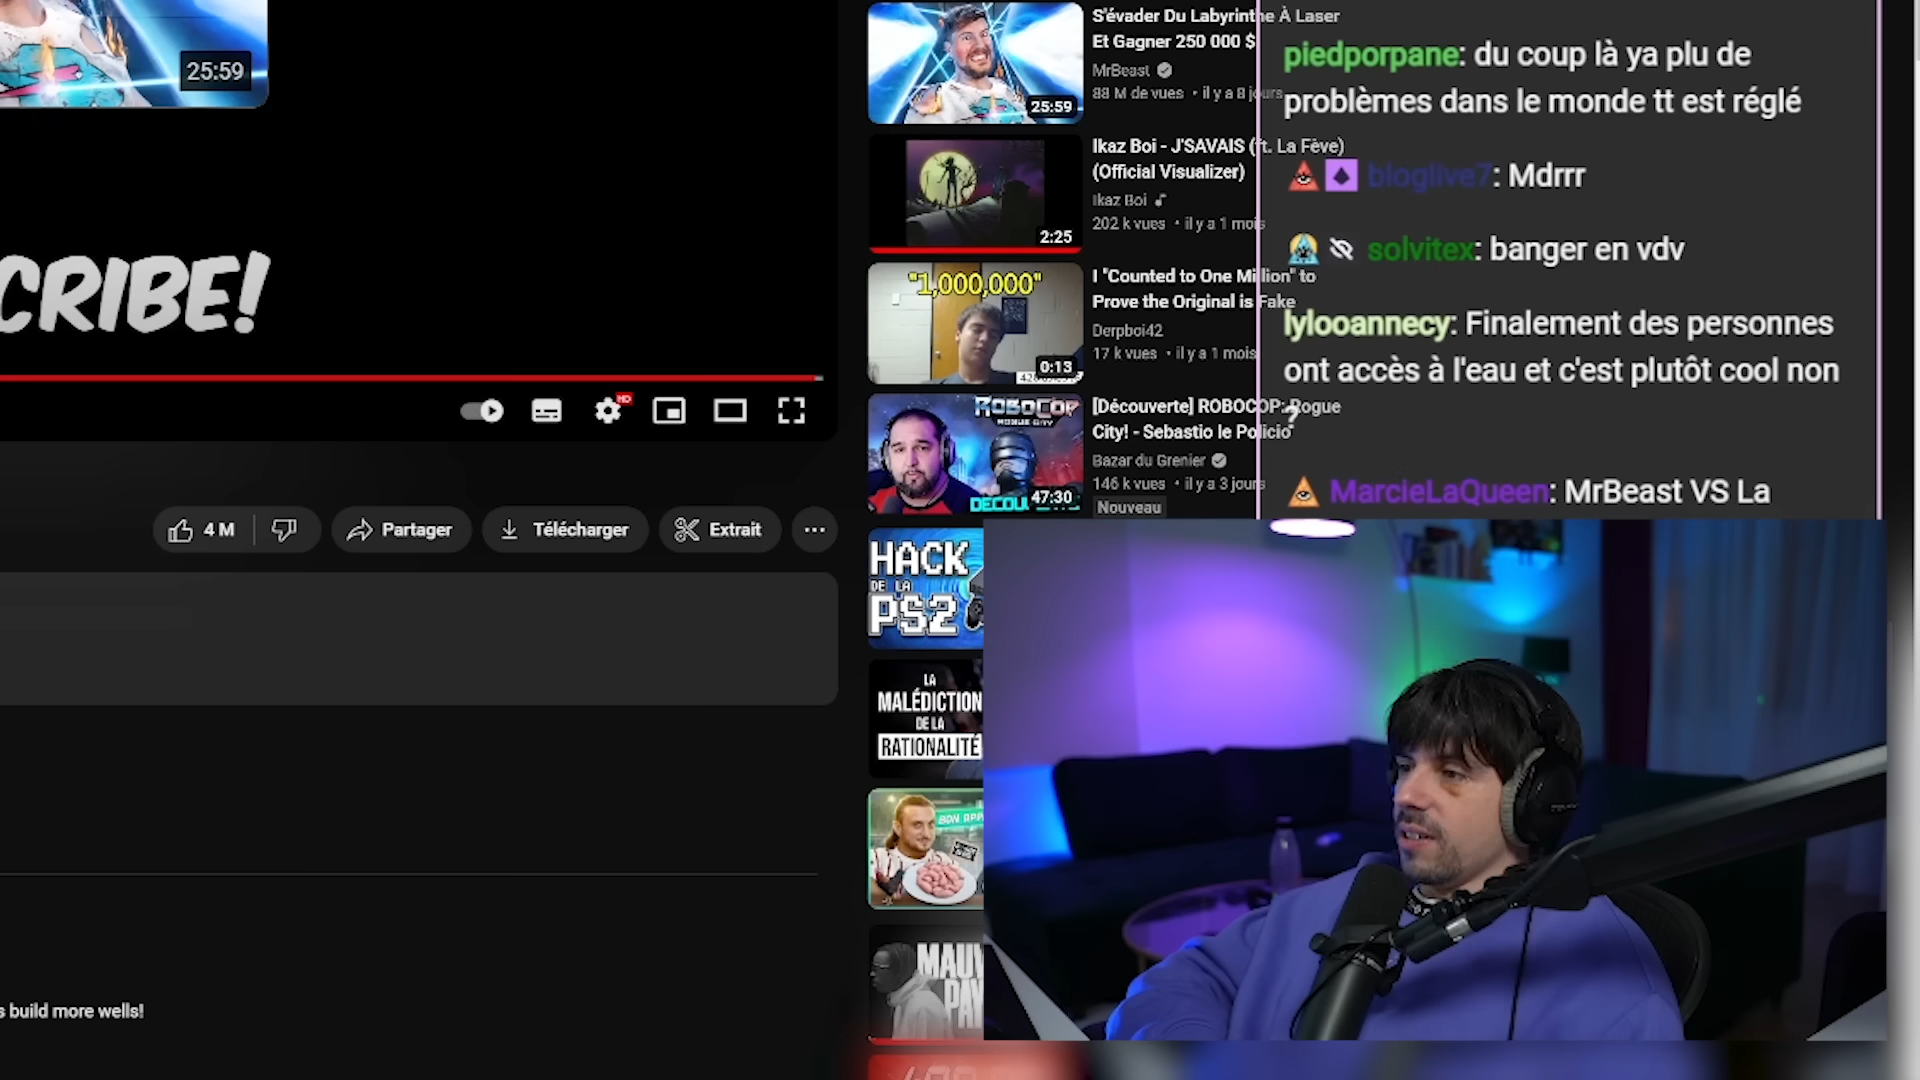 25:59
CRIBE!
HD
4 M
Partager
Télécharger
Extrait
s build more wells!
S'évader Du Labyrinthe À Laser
Et Gagner 250 000 $
MrBeast
88 M de vues • il y a 8 jours
25:59
Ikaz Boi - J'SAVAIS (ft. La Fève)
(Official Visualizer)
Ikaz Boi
202 k vues • il y a 1 mois
2:25
"1,000,000"
0:13
I "Counted to One Million" to
Prove the Original is Fake
Derpboi42
17 k vues • il y a 1 mois
ROBOCOP
ROGUE CITY
47:30
[Découverte] ROBOCOP: Rogue
City! - Sebastio le Policio
Bazar du Grenier
146 k vues • il y a 3 jours
Nouveau
HACK
DE LA
PS2
LA
MALÉDICTION
DE LA
RATIONALITÉ
piedporpane: du coup là ya plu de
problèmes dans le monde tt est réglé
bloglive7: Mdrrr
solvitex: banger en vdv
lylooannecy: Finalement des personnes
ont accès à l'eau et c'est plutôt cool non
?
MarcieLaQueen: MrBeast VS La